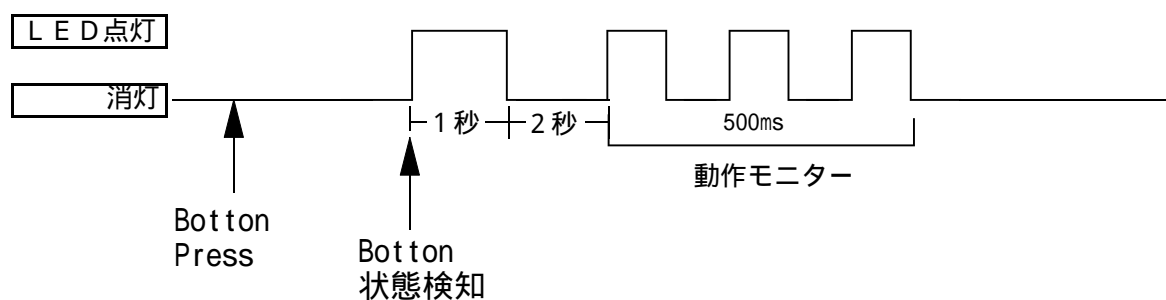 ＬＥＤ点灯
消灯
1秒
2秒
500ms
動作モニター
Botton
Press
Botton
状態検知